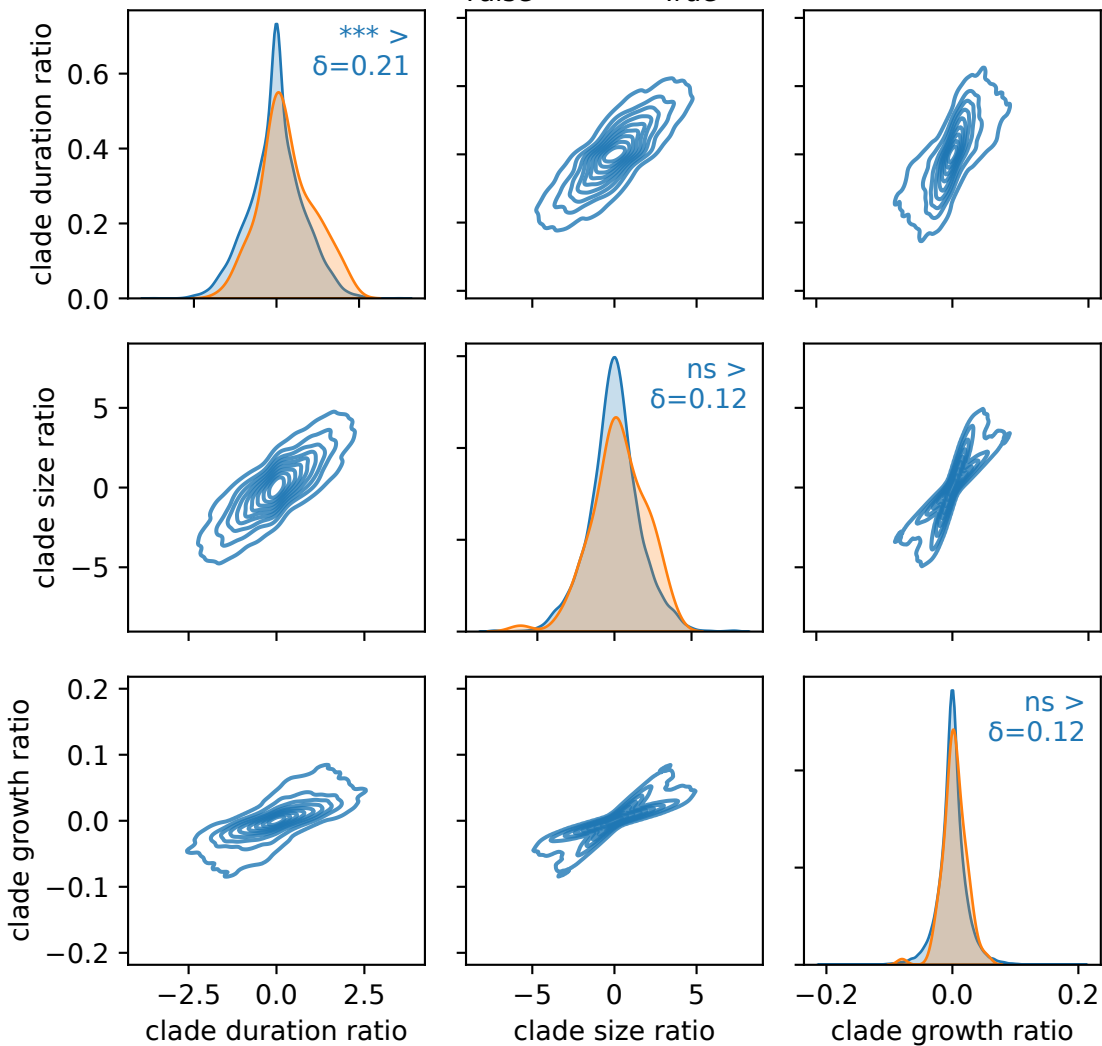 *** >
δ=0.21
clade duration ratio
0.6
0.4
0.2
0.0
ns >
δ=0.12
clade size ratio
5
0
−5
ns >
δ=0.12
clade growth ratio
0.2
0.1
0.0
−0.1
−0.2
−2.5 0.0 2.5 −5 0 5 −0.2 0.0 0.2
clade duration ratio clade size ratio clade growth ratio